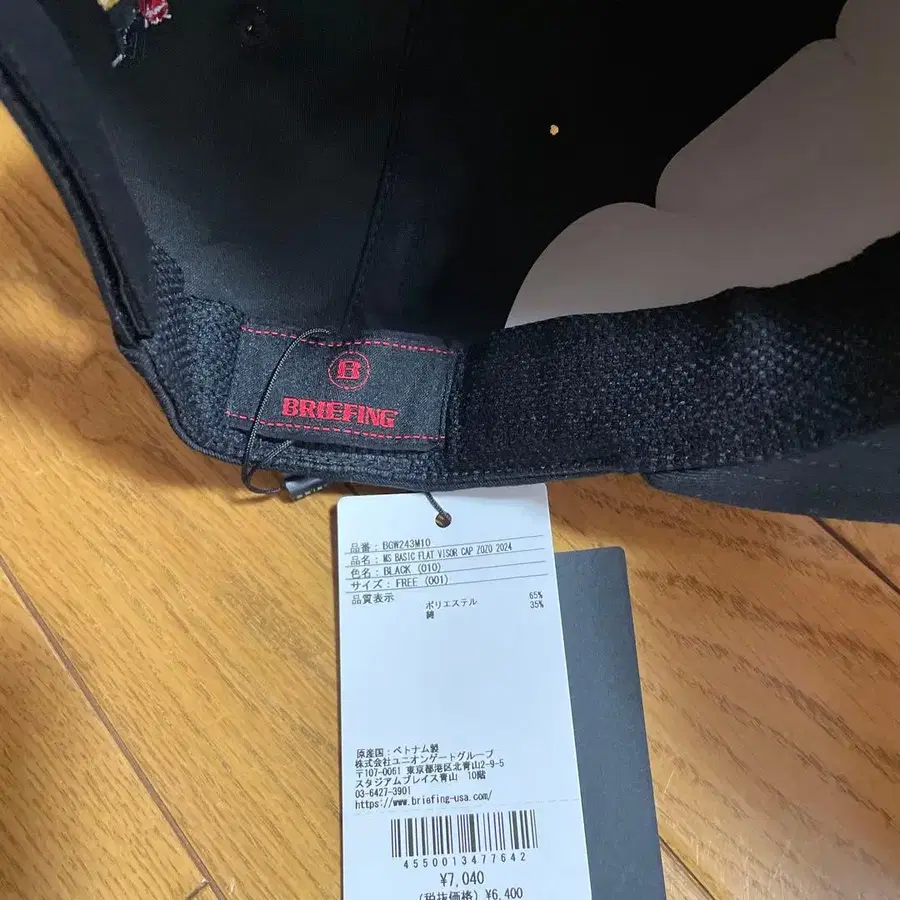 B
BRIEFING
品番 : BGW243M10
品名 : MS BASIC FLAT VISOR CAP ZOZO 2024
色名 : BLACK (010)
サイズ : FREE (001)
品質表示
ポリエステル 65%
綿 35%
原産国 : ベトナム製
株式会社ユニオンゲートグループ
〒107-0061 東京都港区北青山2-9-5
スタジアムプレイス青山 10階
03-6427-3901
https://www.briefing-usa.com/
4550013477642
¥7,040
(税抜価格) ¥6,400